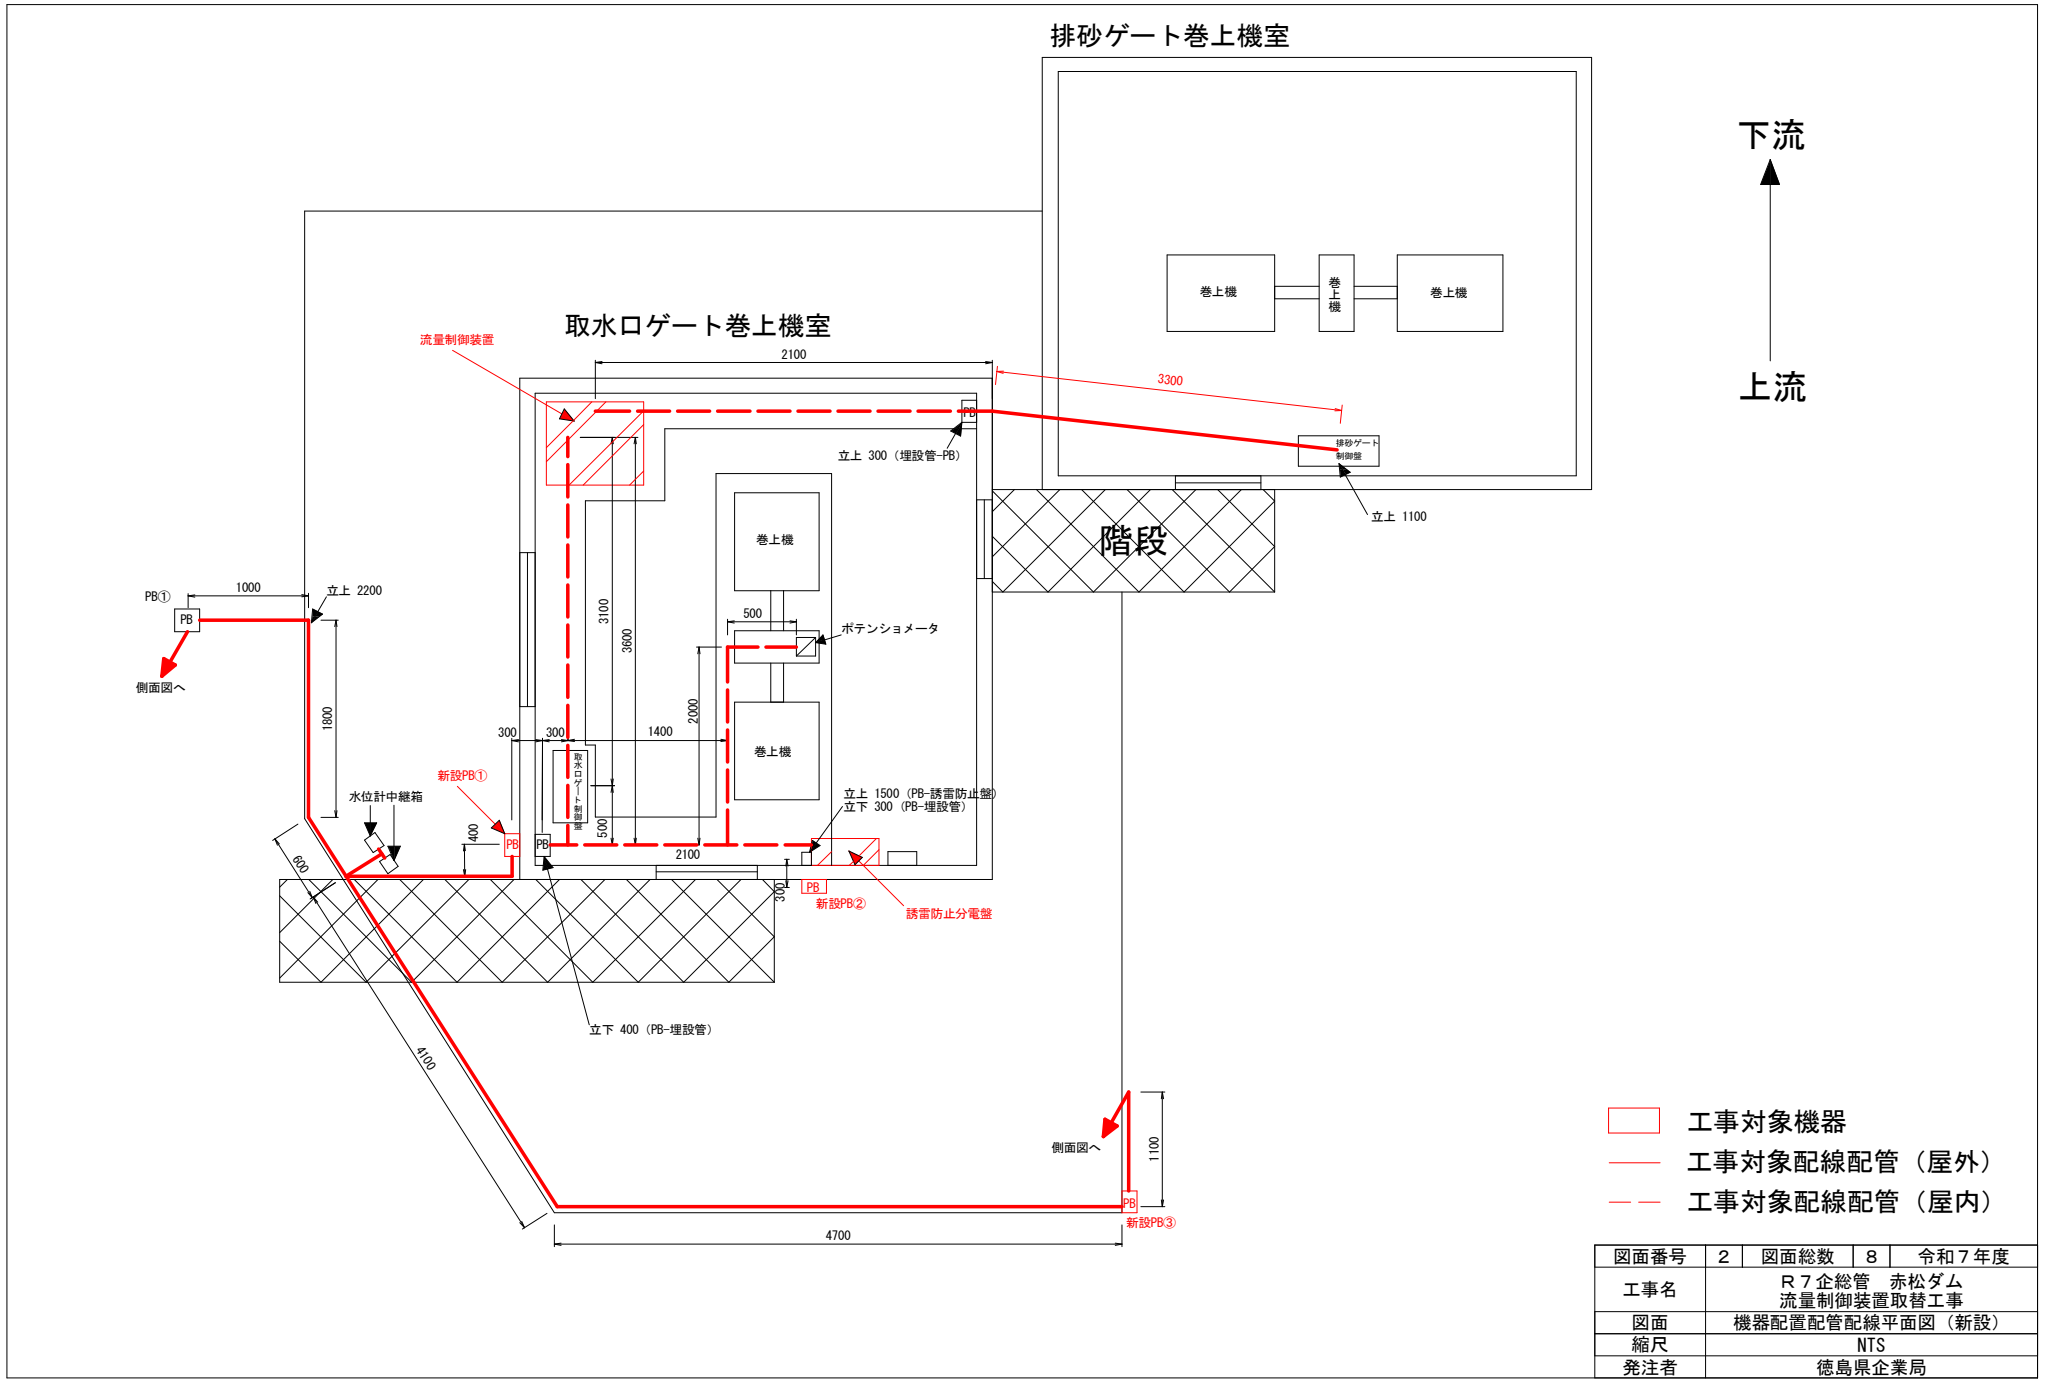 排砂ゲート巻上機室
下流
上流
巻上機
巻上機
巻上機
取水口ゲート巻上機室
流量制御装置
2100
3300
PB
排砂ゲート
制御盤
立上 300 (埋設管-PB)
立上 1100
階段
巻上機
3100
3600
500
ポテンショメータ
PB①
1000
立上 2200
PB
側面図へ
1800
2000
300
300
1400
巻上機
取水口ゲート制御盤
新設PB①
水位計中継箱
立上 1500 (PB-誘雷防止盤)
立下 300 (PB-埋設管)
400
500
PB
PB
2100
600
300
PB
新設PB②
誘雷防止分電盤
立下 400 (PB-埋設管)
4100
側面図へ
1100
PB
新設PB③
4700
工事対象機器
工事対象配線配管（屋外）
工事対象配線配管（屋内）
図面番号 2 図面総数 8 令和７年度
工事名 Ｒ７企総管 赤松ダム
流量制御装置取替工事
図面 機器配置配管配線平面図（新設）
縮尺 NTS
発注者 徳島県企業局